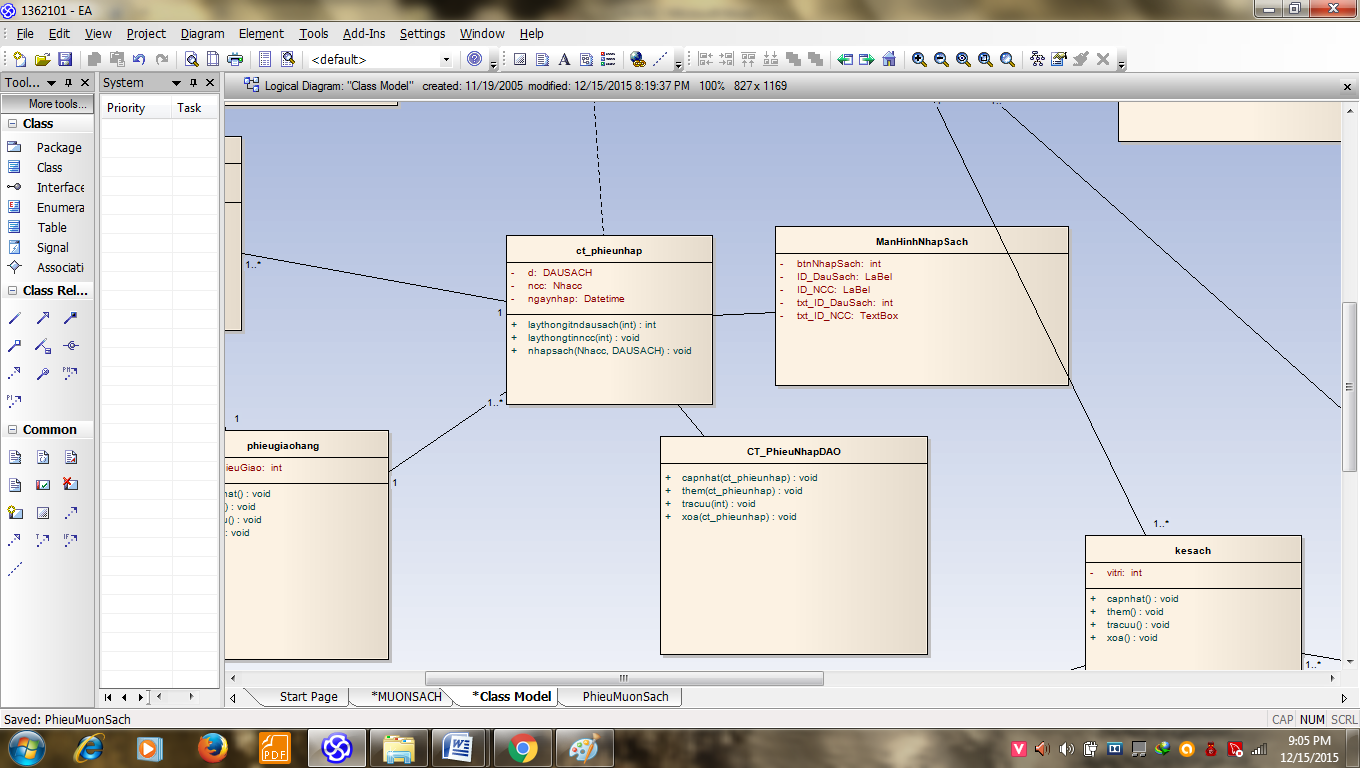 1362101 - EA
File Edit View Project Diagram Element Tools Add-Ins Settings Window Help
<default>
Tool...
More tools...
Class
Package
Class
Interface
Enumera
Table
Signal
Associati
Class Rel...
Common
System
Priority Task
Logical Diagram: "Class Model" created: 11/19/2005 modified: 12/15/2015 8:19:37 PM 100% 827 x 1169
1..*
1
ct_phieunhap
- d: DAUSACH
- ncc: Nhacc
- ngaynhap: Datetime
+ laythongitndausach(int) : int
+ laythongtinncc(int) : void
+ nhapsach(Nhacc, DAUSACH) : void
ManHinhNhapSach
- btnNhapSach: int
- ID_DauSach: LaBel
- ID_NCC: LaBel
- txt_ID_DauSach: int
- txt_ID_NCC: TextBox
1..*
1
1
phieugiaohang
ieuGiao: int
nat() : void
) : void
u() : void
: void
CT_PhieuNhapDAO
+ capnhat(ct_phieunhap) : void
+ them(ct_phieunhap) : void
+ tracuu(int) : void
+ xoa(ct_phieunhap) : void
1..*
kesach
- vitri: int
+ capnhat() : void
+ them() : void
+ tracuu() : void
+ xoa() : void
1..*
Start Page *MUONSACH *Class Model PhieuMuonSach
Saved: PhieuMuonSach
CAP NUM SCRL
PDF
9:05 PM
12/15/2015